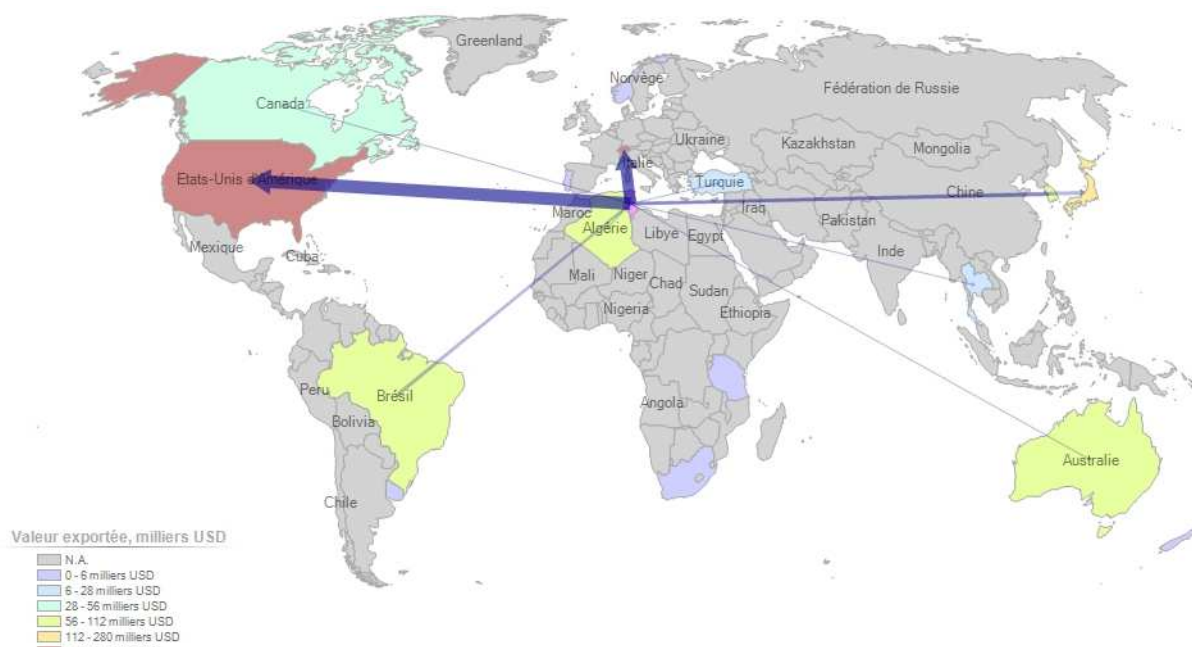 Greenland
Norvège
Fédération de Russie
Canada
Ukraine
Kazakhstan
Mongolia
Italie
Etats-Unis d'Amérique
Turquie
Chine
Maroc
Iraq
Pakistan
Algérie
Libye
Egypt
Mexique
Inde
Cuba
Mali
Niger
Chad
Sudan
Nigeria
Ethiopia
Peru
Brésil
Angola
Bolivia
Australie
Chile
Valeur exportée, milliers USD
N.A.
0 - 6 milliers USD
6 - 28 milliers USD
28 - 56 milliers USD
56 - 112 milliers USD
112 - 280 milliers USD